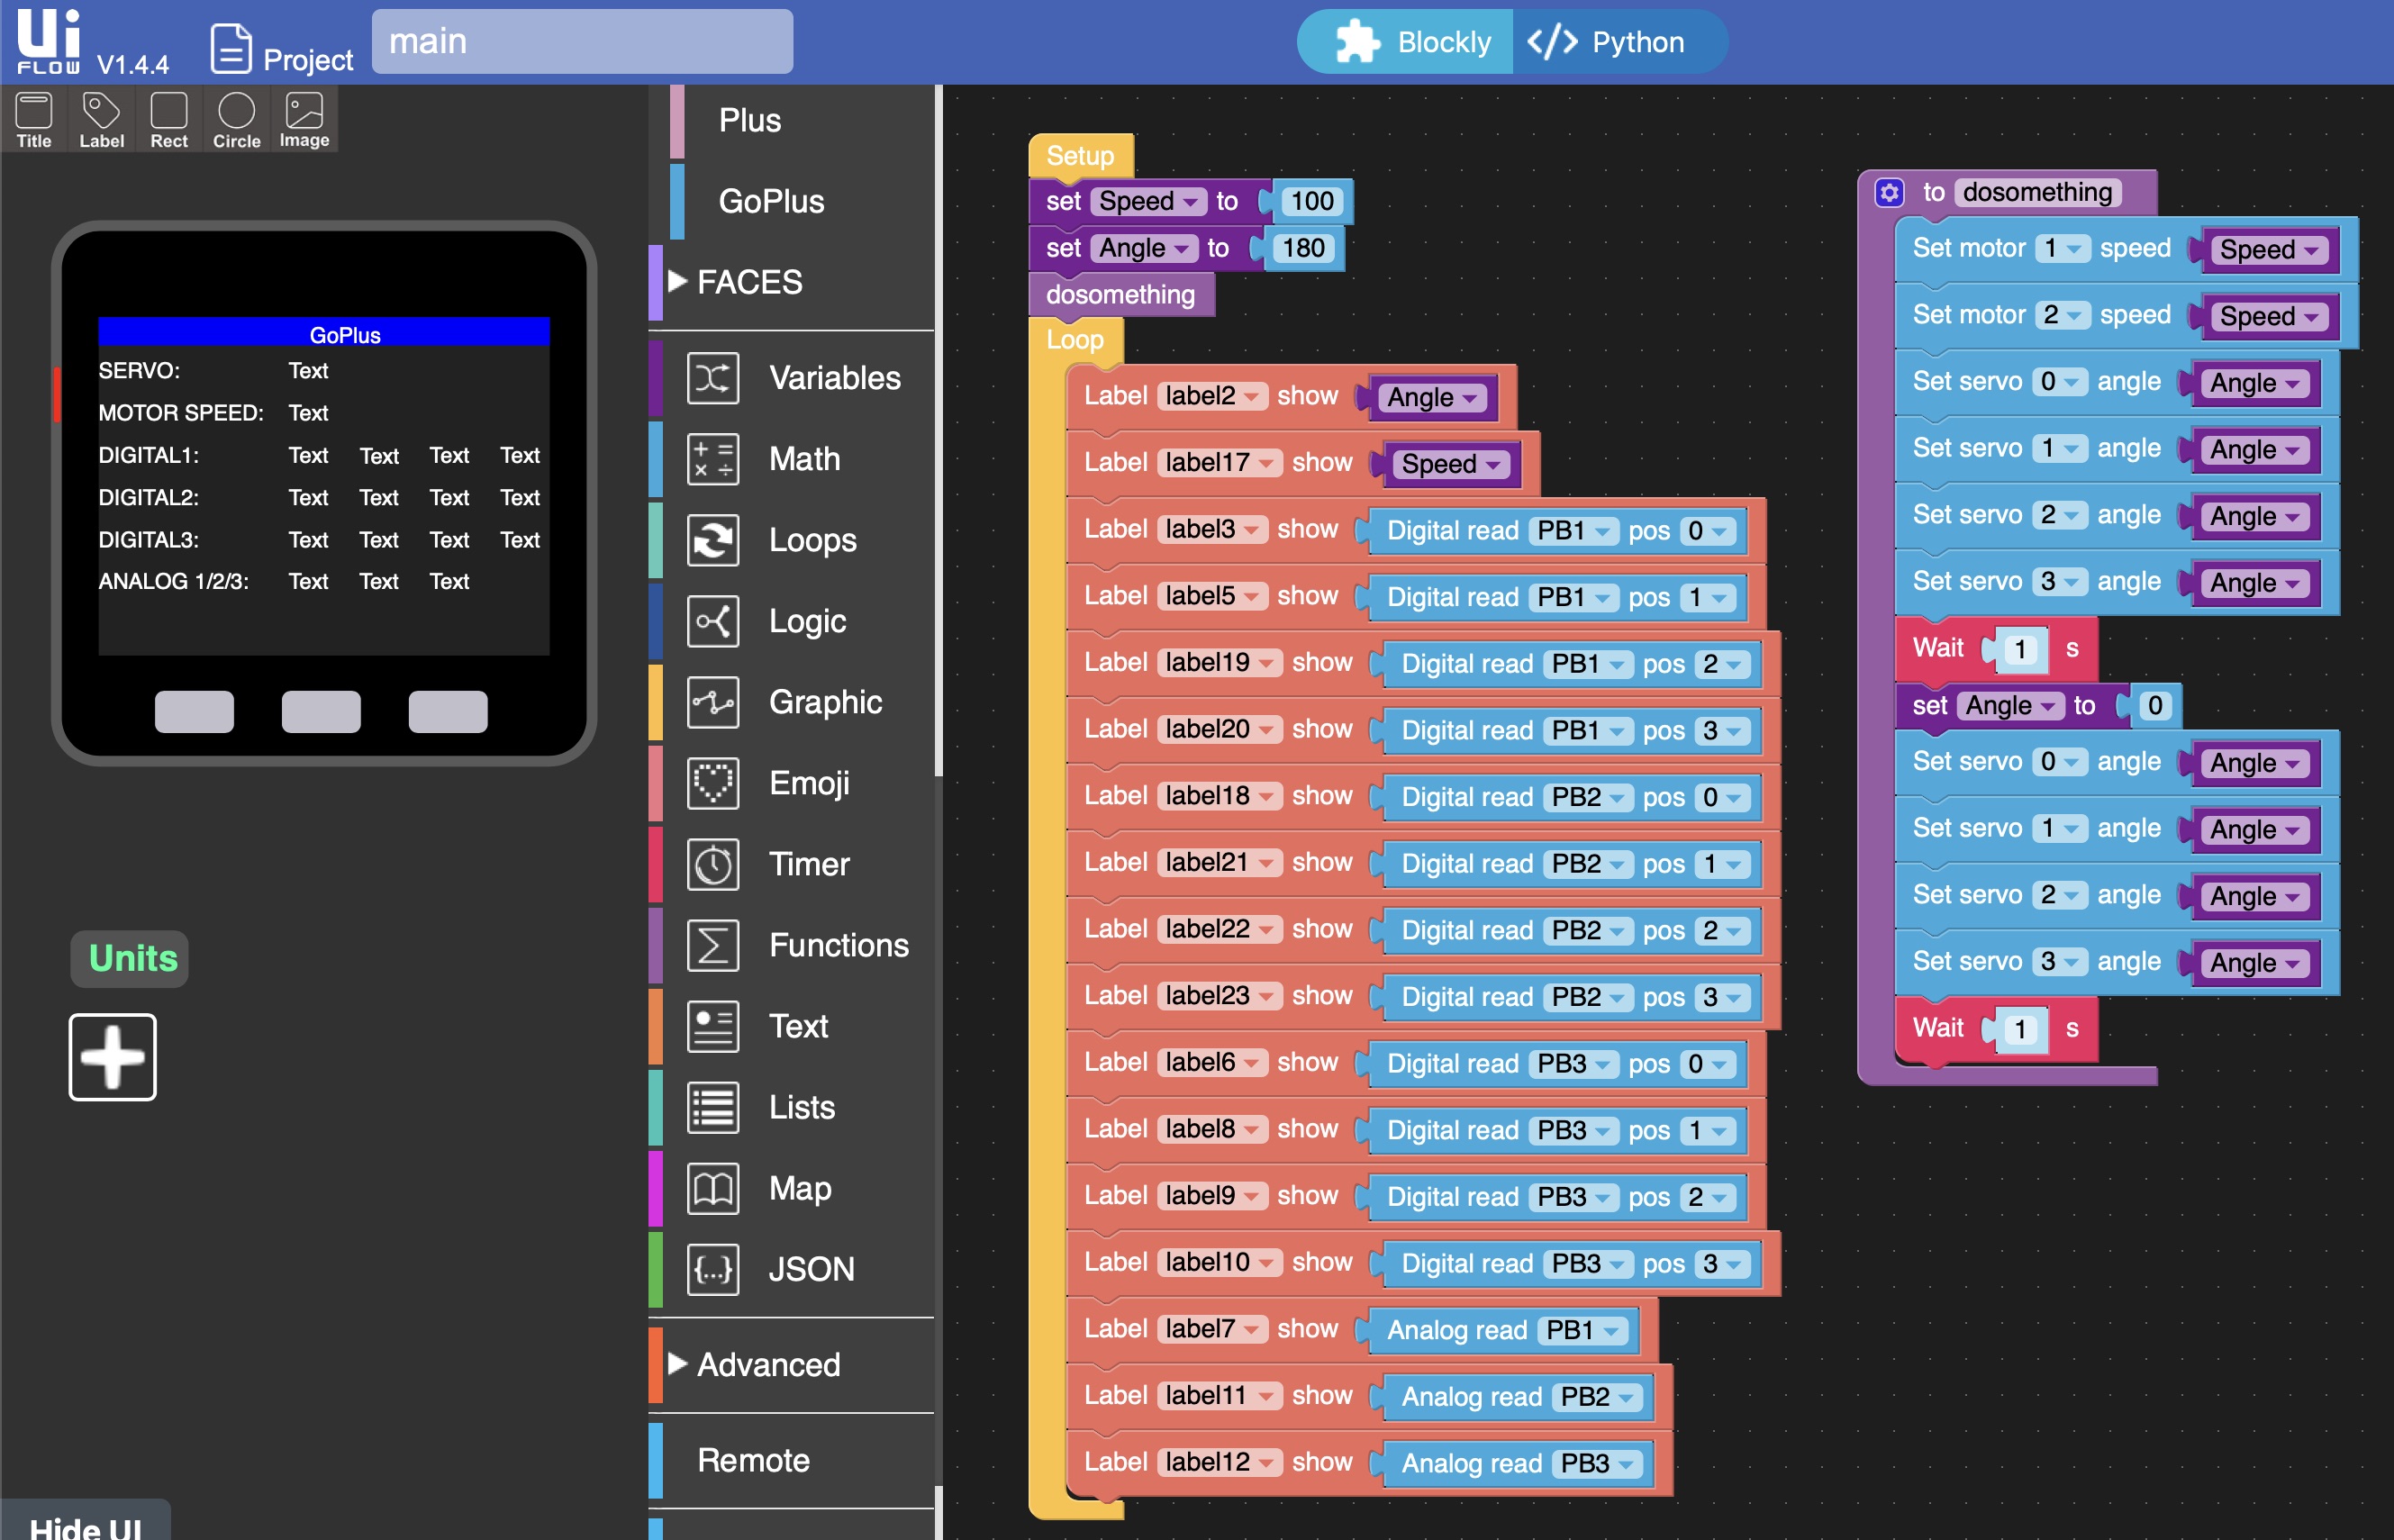 Ui FLOW V1.4.4 Project main Blockly </> Python
Title Label Rect Circle Image
GoPlus
SERVO: Text
MOTOR SPEED: Text
DIGITAL1: Text Text Text Text
DIGITAL2: Text Text Text Text
DIGITAL3: Text Text Text Text
ANALOG 1/2/3: Text Text Text
Units
Hide UI
Plus
GoPlus
FACES
Variables
Math
Loops
Logic
Graphic
Emoji
Timer
Functions
Text
Lists
Map
JSON
Advanced
Remote
Setup
set Speed to 100
set Angle to 180
dosomething
Loop
Label label2 show Angle
Label label17 show Speed
Label label3 show Digital read PB1 pos 0
Label label5 show Digital read PB1 pos 1
Label label19 show Digital read PB1 pos 2
Label label20 show Digital read PB1 pos 3
Label label18 show Digital read PB2 pos 0
Label label21 show Digital read PB2 pos 1
Label label22 show Digital read PB2 pos 2
Label label23 show Digital read PB2 pos 3
Label label6 show Digital read PB3 pos 0
Label label8 show Digital read PB3 pos 1
Label label9 show Digital read PB3 pos 2
Label label10 show Digital read PB3 pos 3
Label label7 show Analog read PB1
Label label11 show Analog read PB2
Label label12 show Analog read PB3
to dosomething
Set motor 1 speed Speed
Set motor 2 speed Speed
Set servo 0 angle Angle
Set servo 1 angle Angle
Set servo 2 angle Angle
Set servo 3 angle Angle
Wait 1 s
set Angle to 0
Set servo 0 angle Angle
Set servo 1 angle Angle
Set servo 2 angle Angle
Set servo 3 angle Angle
Wait 1 s